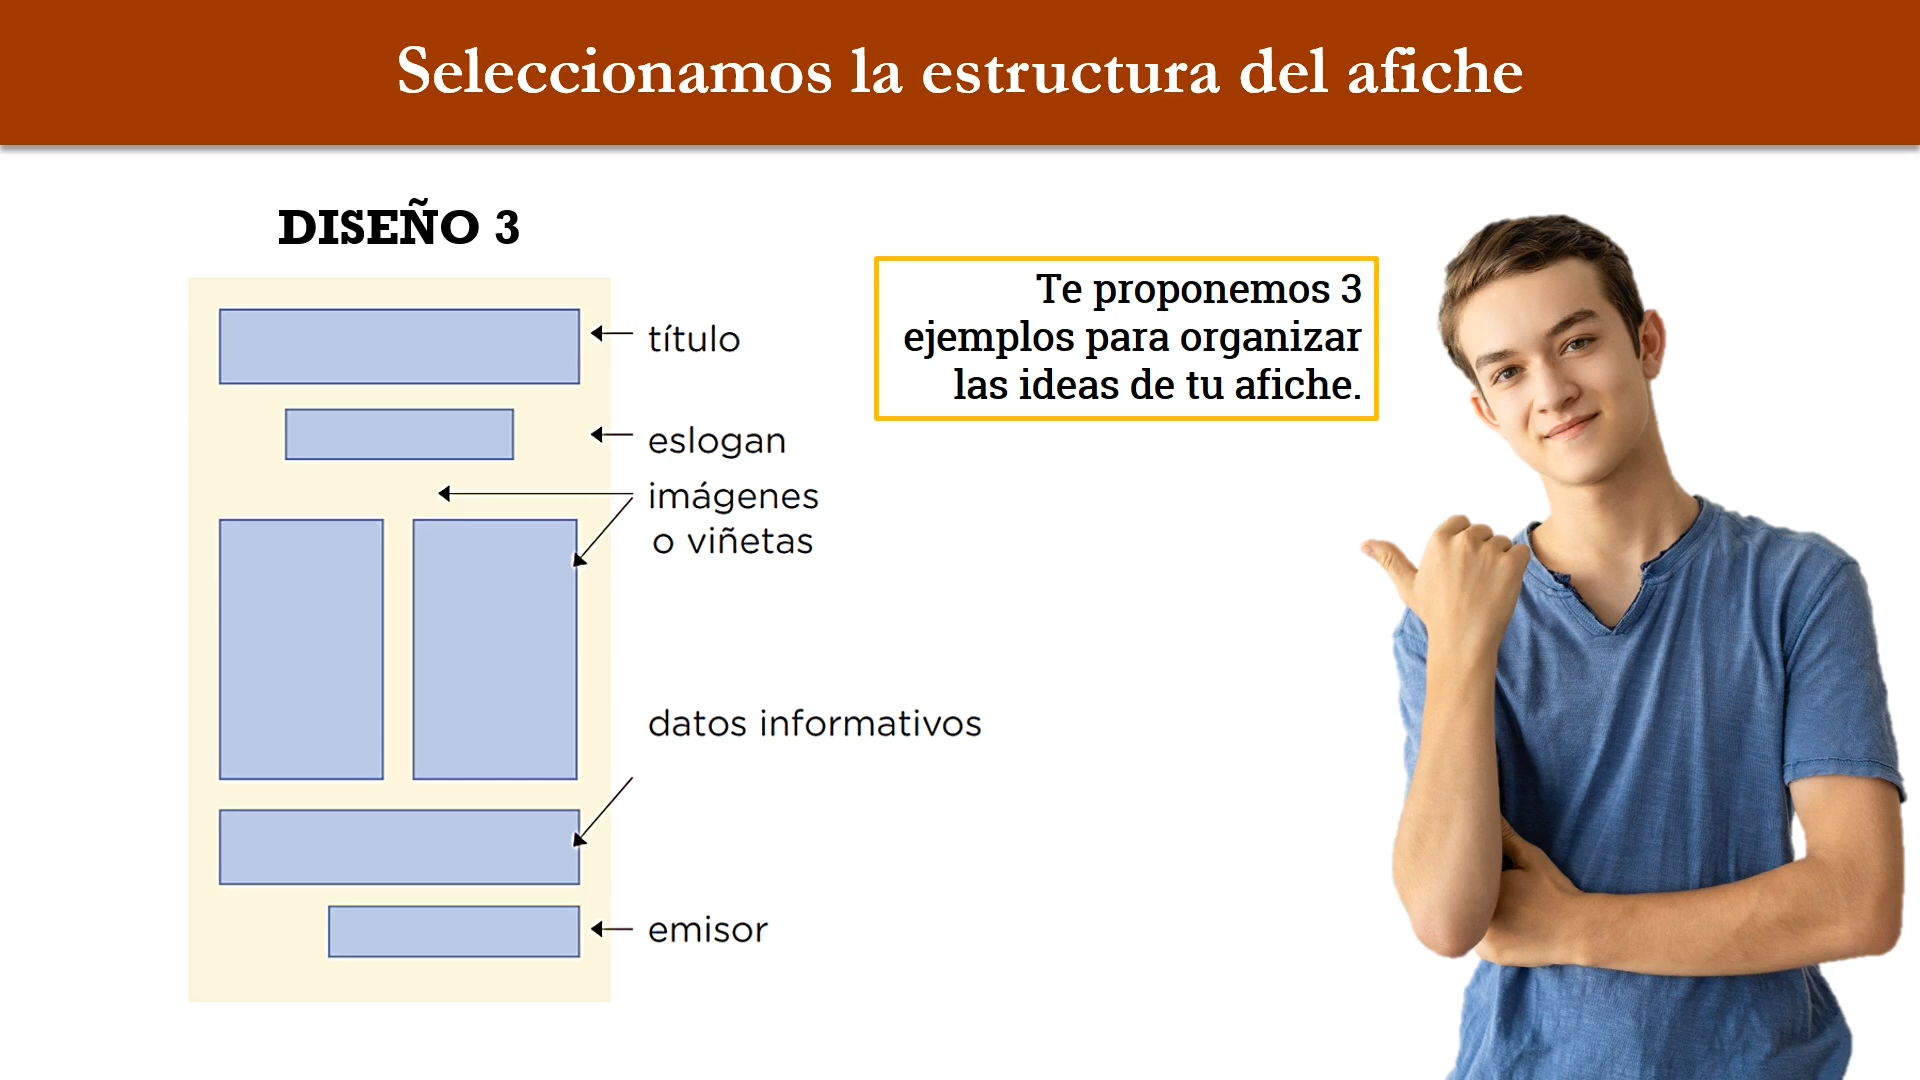 Seleccionamos la estructura del afiche
DISEÑO 3
título
eslogan
imágenes
o viñetas
datos informativos
emisor
Te proponemos 3
ejemplos para organizar
las ideas de tu afiche.